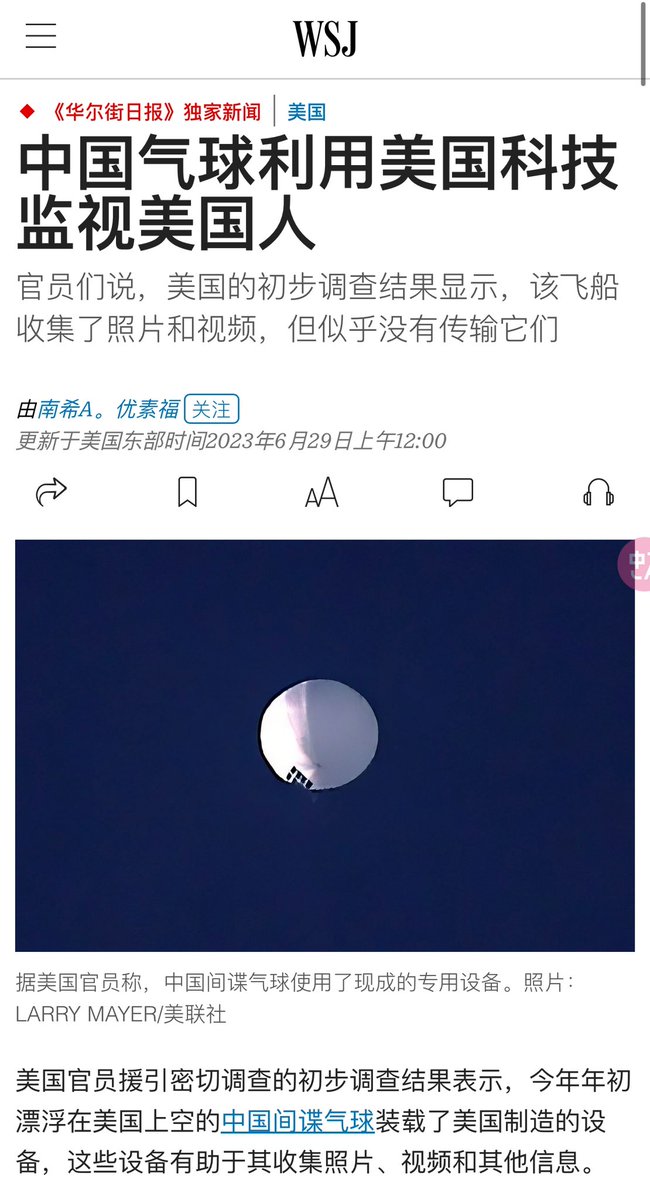 WSJ
《华尔街日报》独家新闻 | 美国
中国气球利用美国科技
监视美国人
官员们说，美国的初步调查结果显示，该飞船
收集了照片和视频，但似乎没有传输它们
由南希A。优素福 关注
更新于美国东部时间2023年6月29日上午12:00
AA
据美国官员称，中国间谍气球使用了现成的专用设备。照片：
LARRY MAYER/美联社
美国官员援引密切调查的初步调查结果表示，今年年初
漂浮在美国上空的中国间谍气球装载了美国制造的设
备，这些设备有助于其收集照片、视频和其他信息。